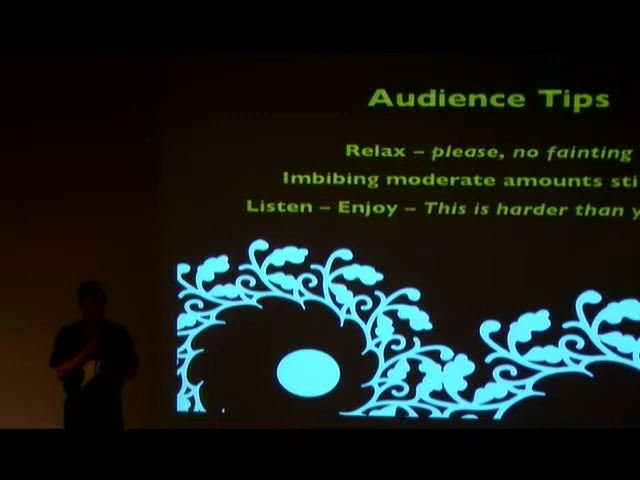 Audience Tips
Relax – please, no fainting
Imbibing moderate amounts
Listen – Enjoy – This is harder than